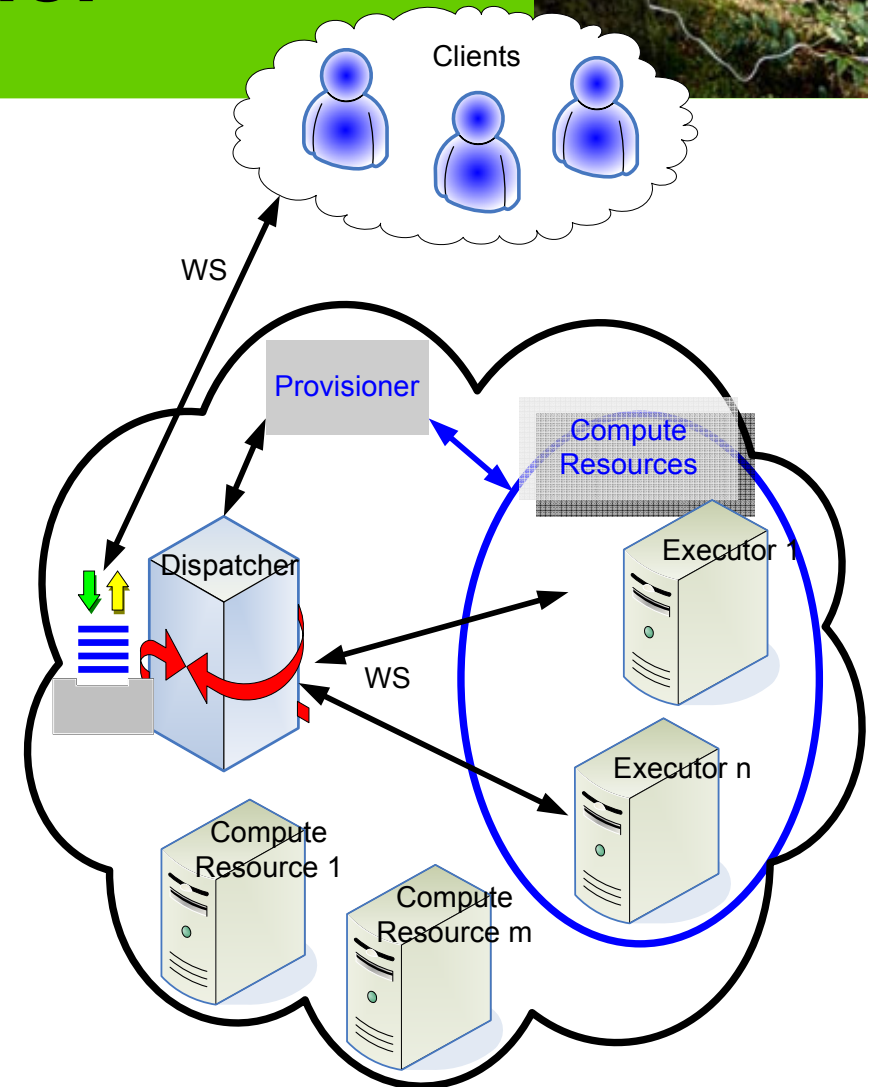 Clients
WS
Provisioner
Compute
Resources
Executor 1
Dispatcher
WS
Executor n
Compute
Resource 1
Compute
Resource m